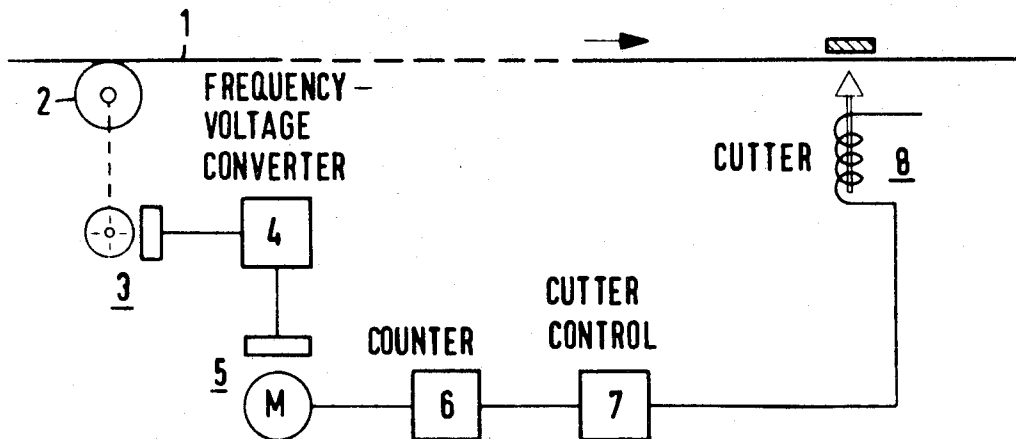 1
2
FREQUENCY-
VOLTAGE
CONVERTER
CUTTER
8
4
3
CUTTER
CONTROL
COUNTER
5
M
6
7